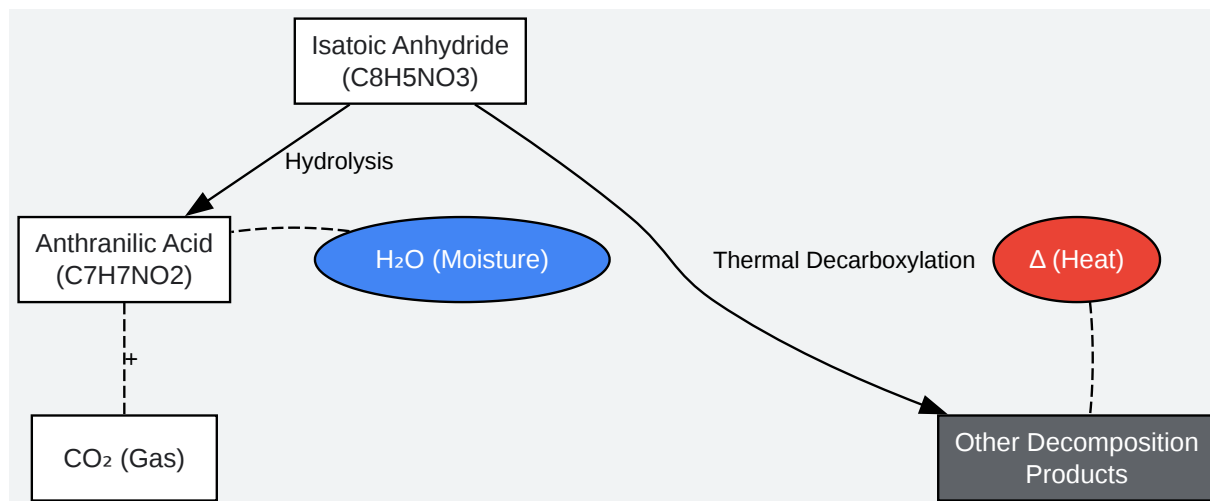 Isatoic Anhydride
(C8H5NO3)
Hydrolysis
Anthranilic Acid
(C7H7NO2)
H₂O (Moisture)
Thermal Decarboxylation
Δ (Heat)
+
CO₂ (Gas)
Other Decomposition
Products